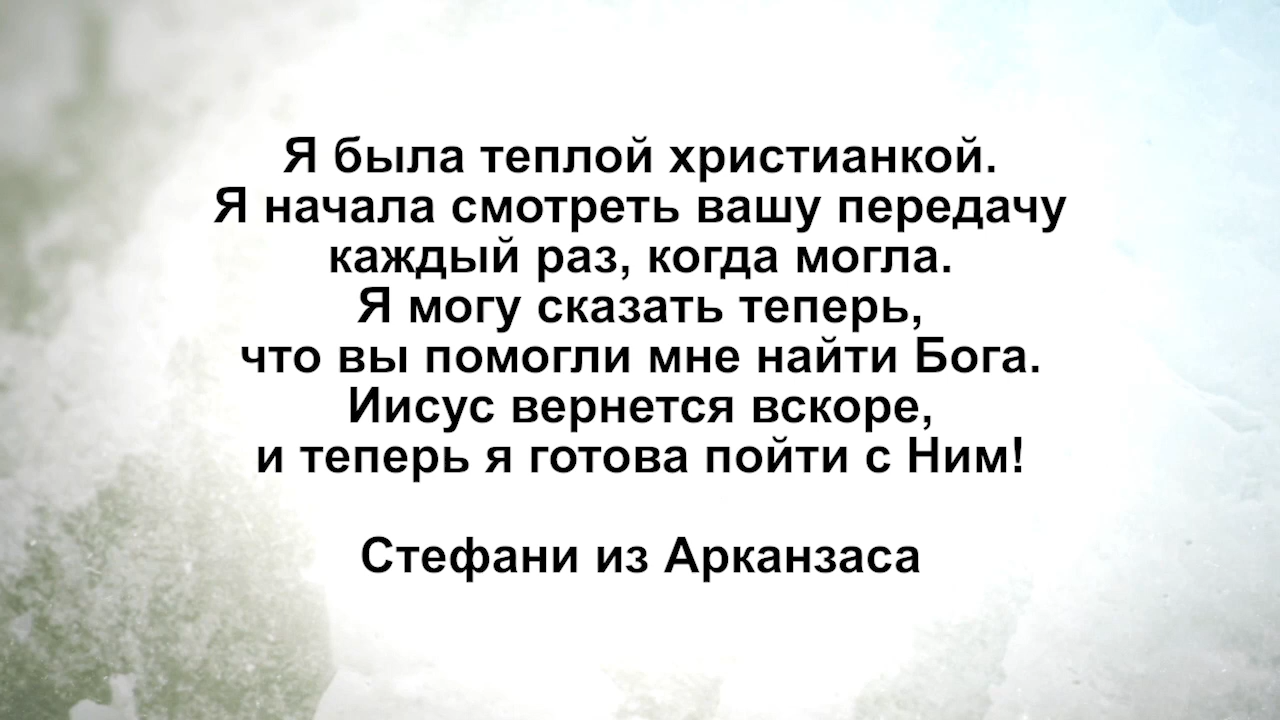 Я была теплой христианкой.
Я начала смотреть вашу передачу
каждый раз, когда могла.
Я могу сказать теперь,
что вы помогли мне найти Бога.
Иисус вернется вскоре,
и теперь я готова пойти с Ним!
Стефани из Арканзаса